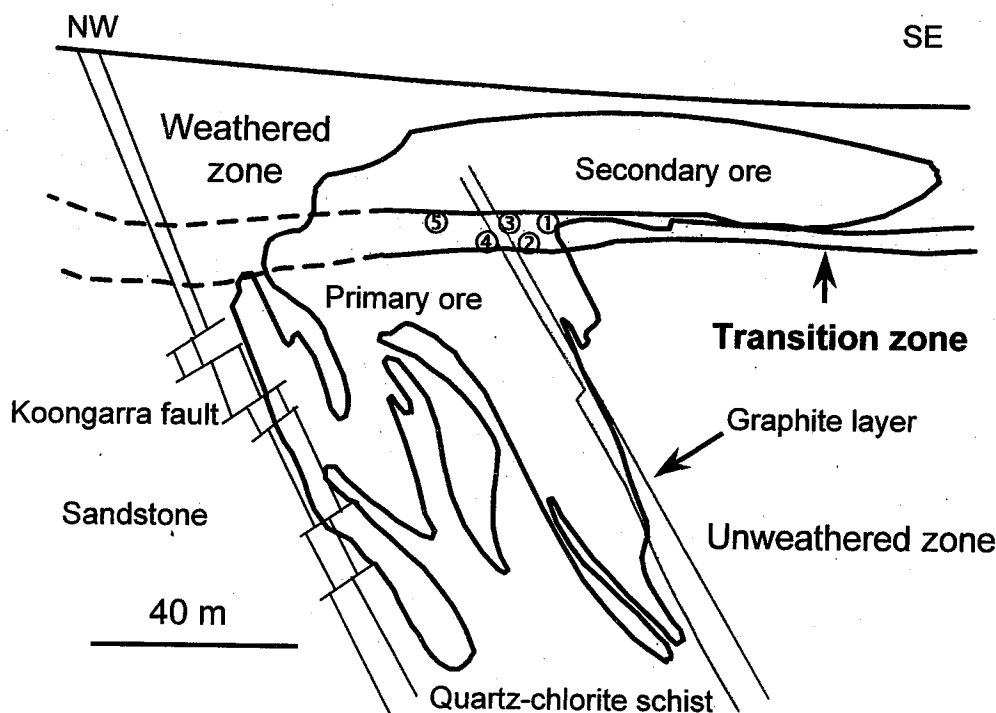 NW
SE
Weathered
zone
Secondary ore
⑤
③
①
④
②
Primary ore
Transition zone
Koongarra fault
Graphite layer
Sandstone
Unweathered zone
40 m
Quartz-chlorite schist